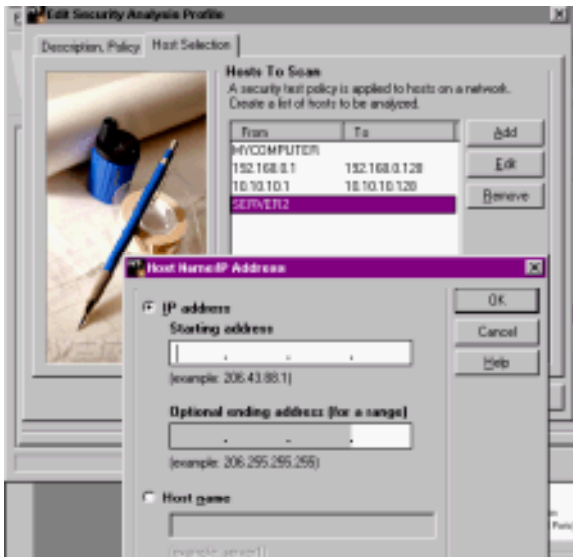 Edit Security Analysis Profile
Description, Policy Host Selection
Hosts To Scan
A security test policy is applied to hosts on a network.
Create a list of hosts to be analyzed.
From To
MYCOMPUTER
192.168.0.1 192.168.0.128
10.10.10.1 10.10.10.128
SERVER2
Add
Edit
Remove
Host Name/IP Address
IP address
Starting address
(example: 206.43.88.1)
Optional ending address (for a range)
(example: 206.255.255.255)
Host name
(example: server1)
OK
Cancel
Help